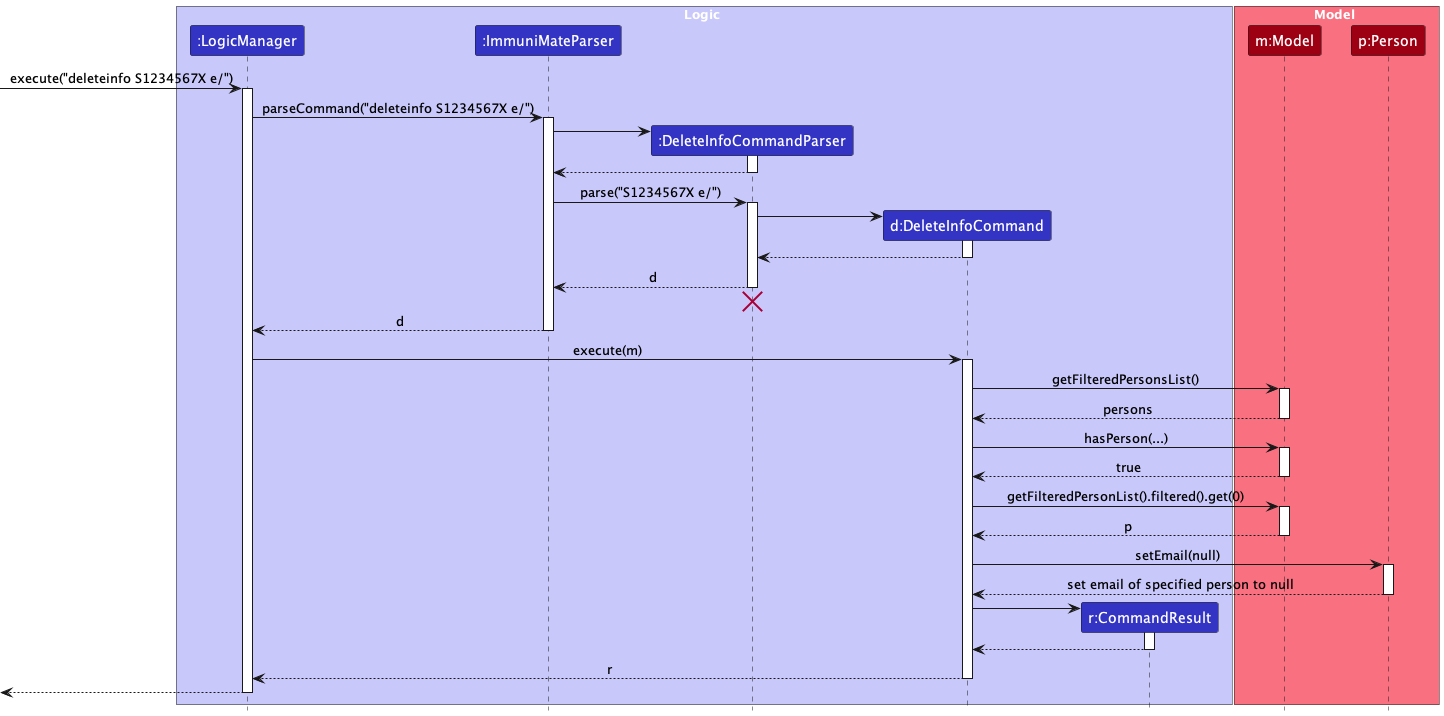 Logic
Model
:LogicManager
:ImmuniMateParser
m:Model
p:Person
execute("deleteinfo S1234567X e/")
parseCommand("deleteinfo S1234567X e/")
:DeleteInfoCommandParser
parse("S1234567X e/")
d:DeleteInfoCommand
d
d
execute(m)
getFilteredPersonsList()
persons
hasPerson(...)
true
getFilteredPersonList().filtered().get(0)
p
setEmail(null)
set email of specified person to null
r:CommandResult
r